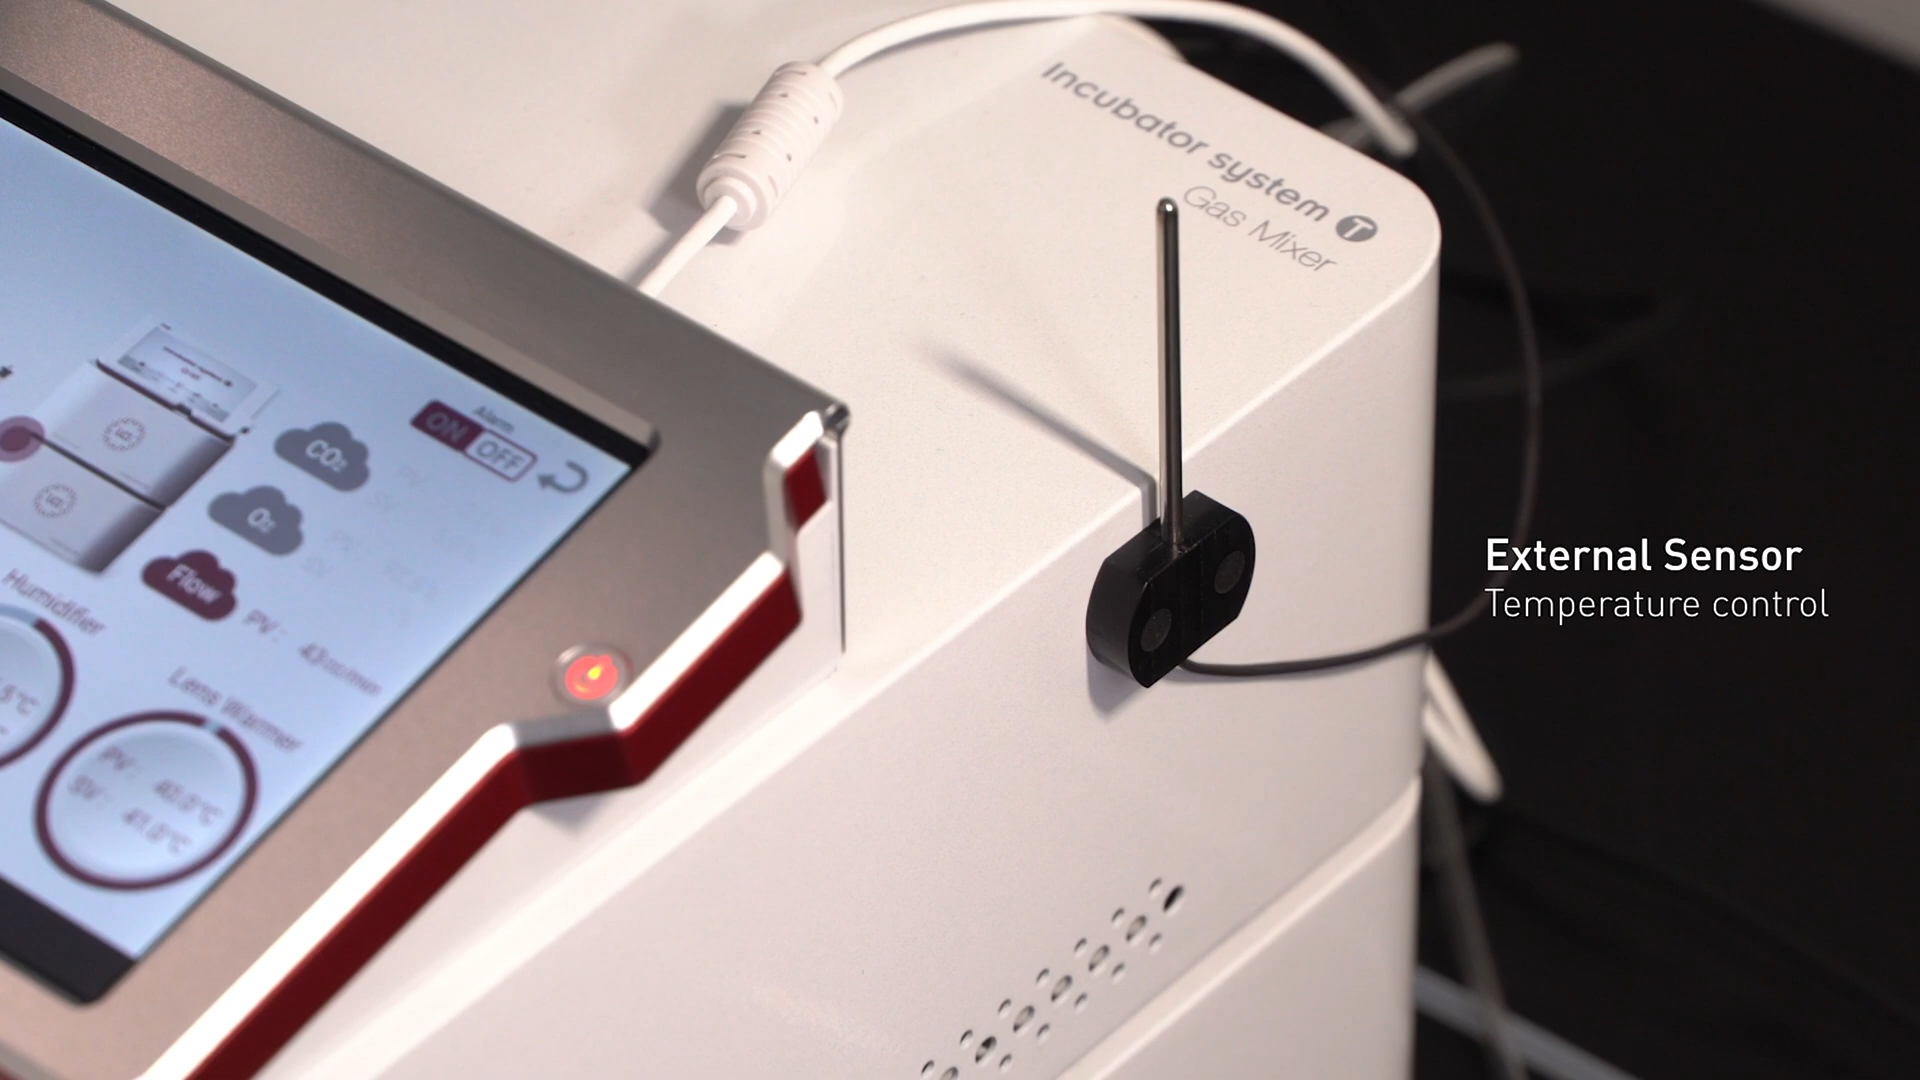 Incubator system T
Gas Mixer
External Sensor
Temperature control
Alarm
ON OFF
CO2
O2
Flow
PV :
Humidifier
Lens Warmer
PV : 40.0°C
SV : 41.0°C